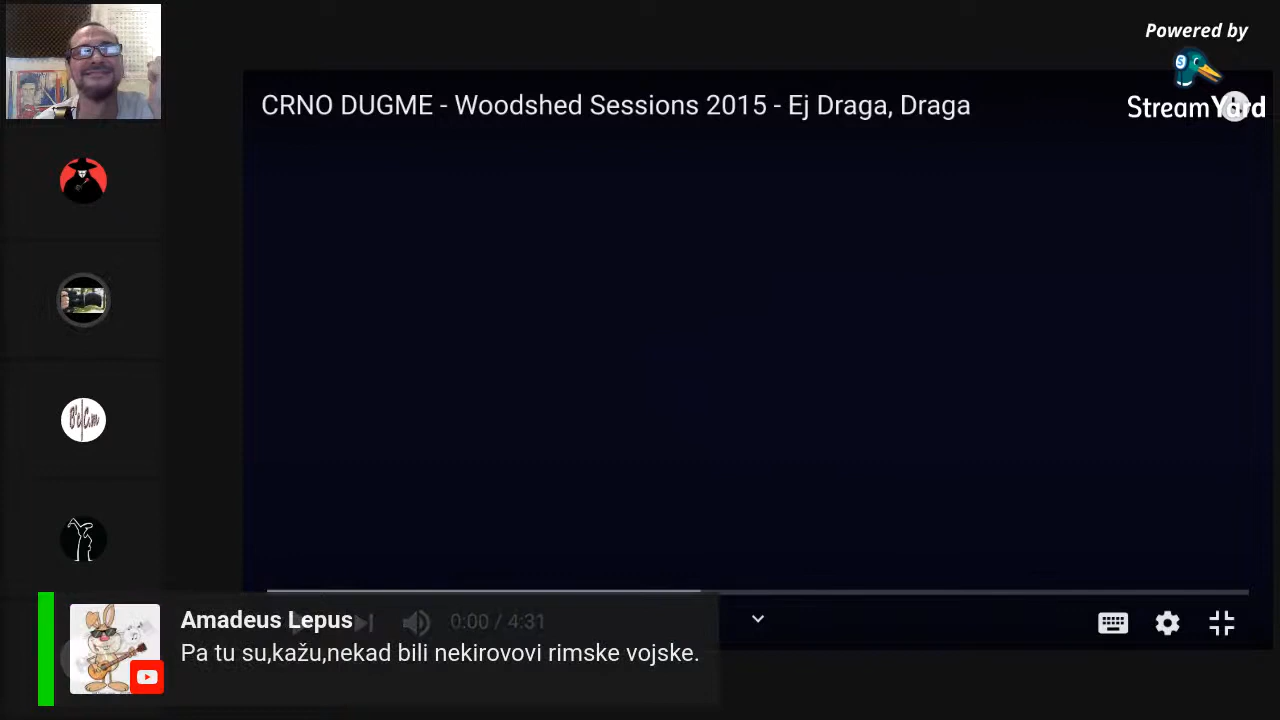 Powered by
StreamYard
CRNO DUGME - Woodshed Sessions 2015 - Ej Draga, Draga
Amadeus Lepus
0:00 / 4:31
Pa tu su,kažu,nekad bili nekirovovi rimske vojske.